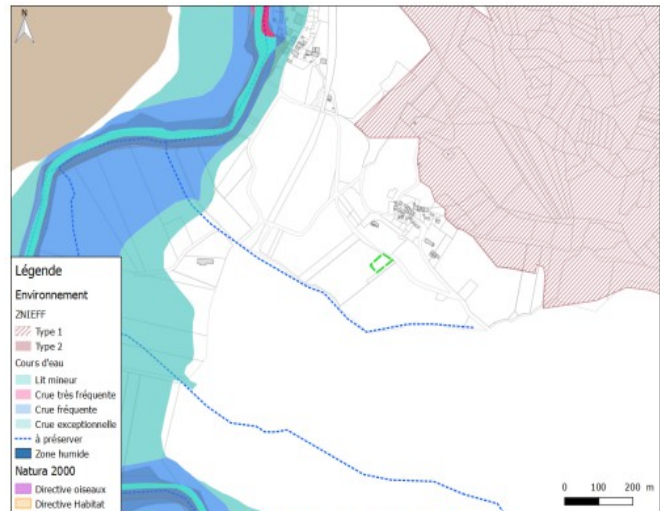 N
Légende
Environnement
ZNIEFF
Type 1
Type 2
Cours d'eau
Lit mineur
Crue très fréquente
Crue fréquente
Crue exceptionnelle
à préserver
Zone humide
Natura 2000
Directive oiseaux
Directive Habitat
0 100 200 m